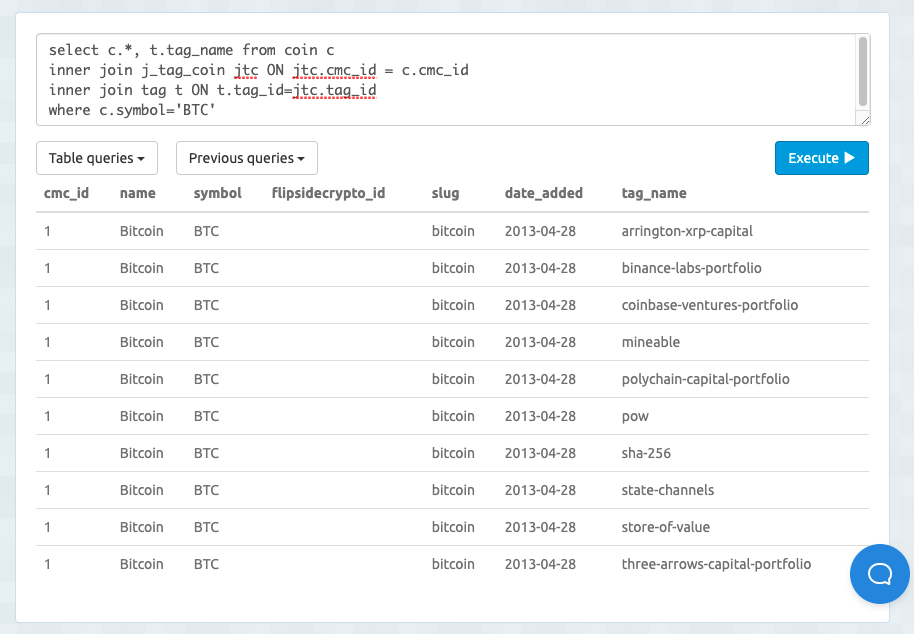 select c.*, t.tag_name from coin c
inner join j_tag_coin jtc ON jtc.cmc_id = c.cmc_id
inner join tag t ON t.tag_id=jtc.tag_id
where c.symbol='BTC'
Table queries Previous queries Execute
cmc_id name symbol flipsidecrypto_id slug date_added tag_name
1 Bitcoin BTC bitcoin 2013-04-28 arrington-xrp-capital
1 Bitcoin BTC bitcoin 2013-04-28 binance-labs-portfolio
1 Bitcoin BTC bitcoin 2013-04-28 coinbase-ventures-portfolio
1 Bitcoin BTC bitcoin 2013-04-28 mineable
1 Bitcoin BTC bitcoin 2013-04-28 polychain-capital-portfolio
1 Bitcoin BTC bitcoin 2013-04-28 pow
1 Bitcoin BTC bitcoin 2013-04-28 sha-256
1 Bitcoin BTC bitcoin 2013-04-28 state-channels
1 Bitcoin BTC bitcoin 2013-04-28 store-of-value
1 Bitcoin BTC bitcoin 2013-04-28 three-arrows-capital-portfolio